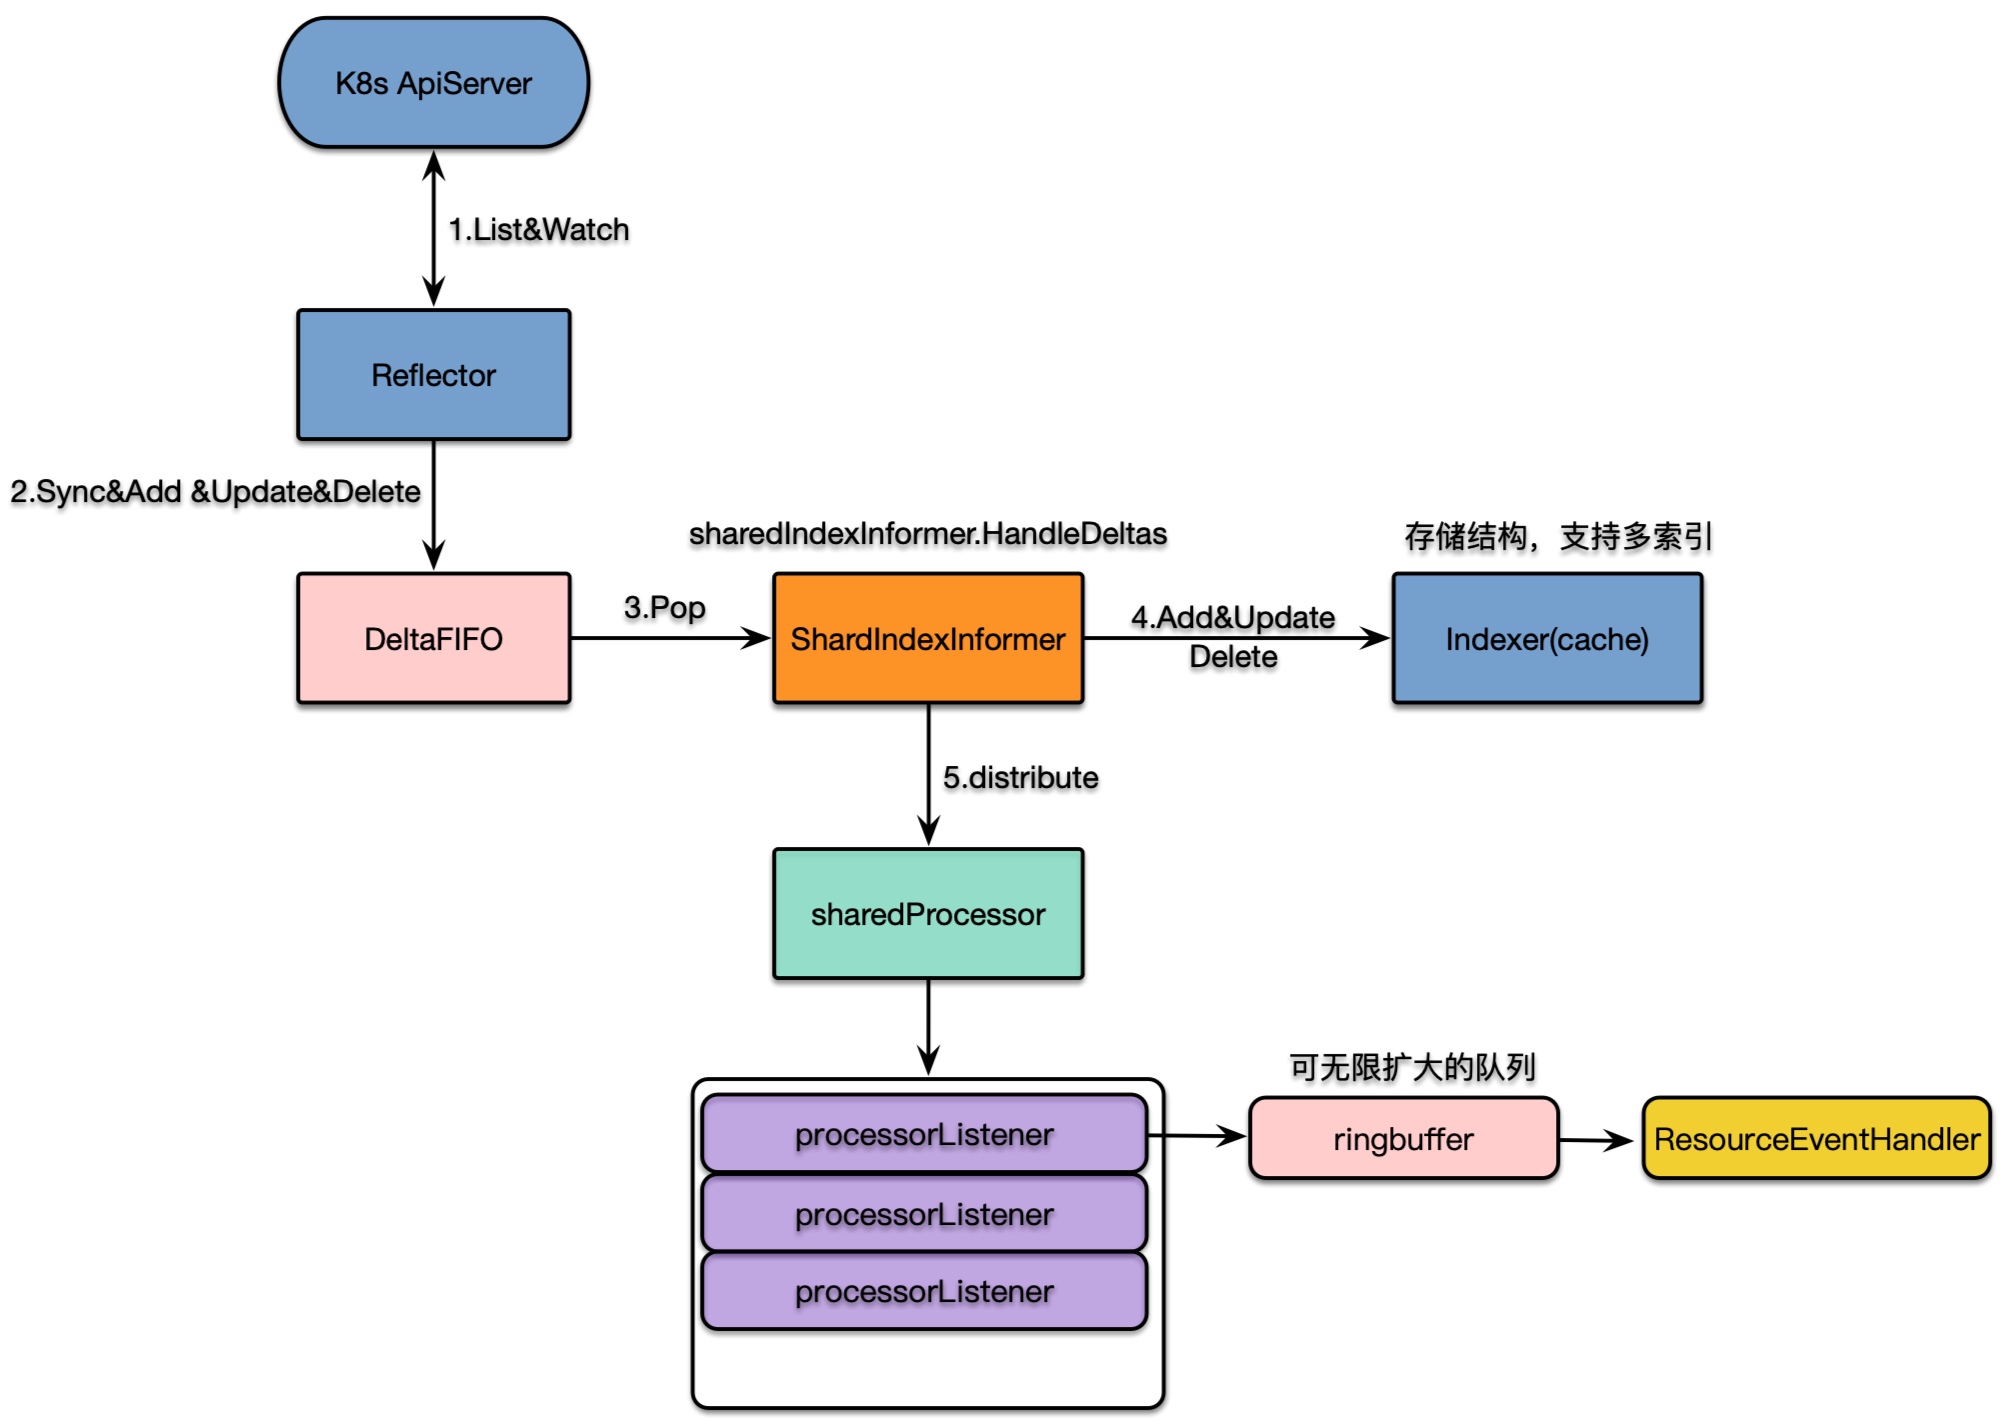 K8s ApiServer
1.List&Watch
Reflector
2.Sync&Add &Update&Delete
sharedIndexInformer.HandleDeltas
存储结构，支持多索引
DeltaFIFO
3.Pop
ShardIndexInformer
4.Add&Update
Delete
Indexer(cache)
5.distribute
sharedProcessor
可无限扩大的队列
processorListener
ringbuffer
ResourceEventHandler
processorListener
processorListener